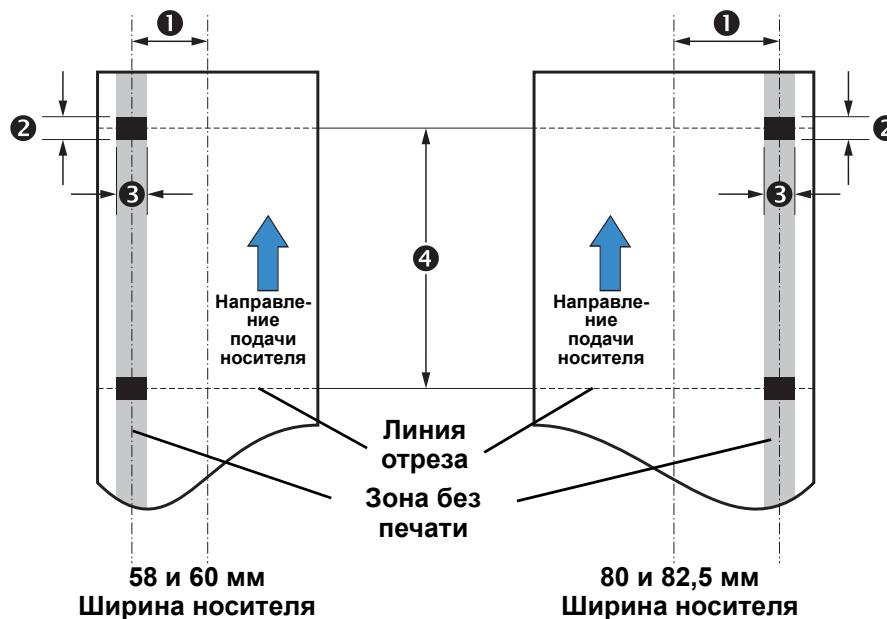 ❶ ❶
❷ ❷
❸ ❸
❹
Направле-
ние
подачи
носителя
Направле-
ние
подачи
носителя
Линия
отреза
Зона без
печати
58 и 60 мм
Ширина носителя
80 и 82,5 мм
Ширина носителя